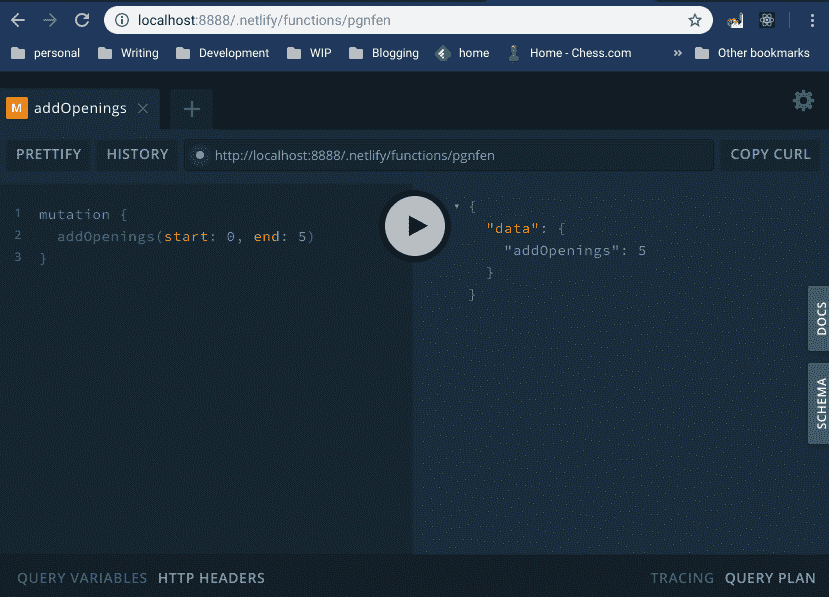 localhost:8888/.netlify/functions/pgnfen
personal Writing Development WIP Blogging home Home - Chess.com » Other bookmarks
M addOpenings
PRETTIFY HISTORY http://localhost:8888/.netlify/functions/pgnfen COPY CURL
1 mutation {
2 addOpenings(start: 0, end: 5)
3 }
{
"data": {
"addOpenings": 5
}
}
DOCS
SCHEMA
QUERY VARIABLES HTTP HEADERS TRACING QUERY PLAN